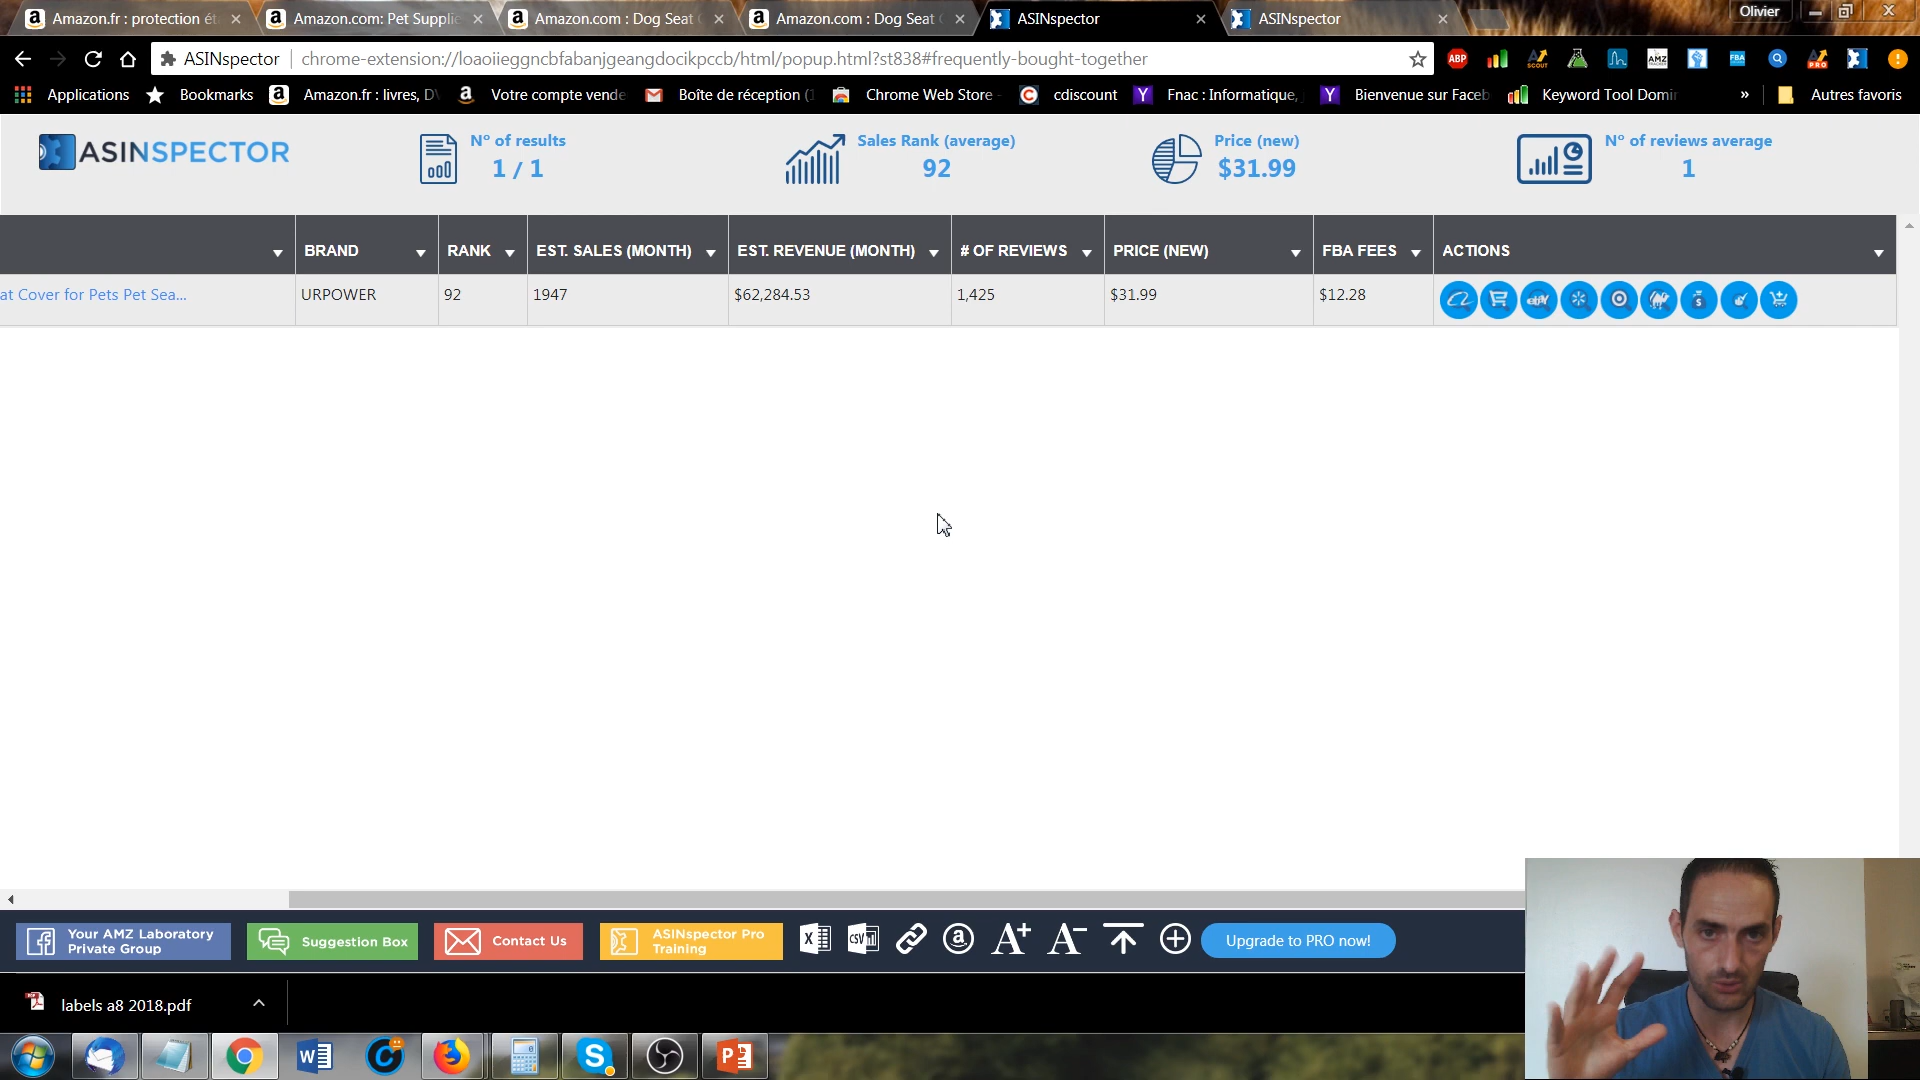 Amazon.fr : protection ét
Amazon.com: Pet Supplie
Amazon.com : Dog Seat C
Amazon.com : Dog Seat C
ASINspector
ASINspector
Olivier
ASINspector
chrome-extension://loaoiieggncbfabanjgeangdocikpccb/html/popup.html?st838#frequently-bought-together
Applications
Bookmarks
Amazon.fr : livres, D
Votre compte vende
Boîte de réception (
Chrome Web Store -
cdiscount
Fnac : Informatique,
Bienvenue sur Faceb
Keyword Tool Domin
»
Autres favoris
ASINSPECTOR
N° of results
1 / 1
Sales Rank (average)
92
Price (new)
$31.99
N° of reviews average
1
BRAND
RANK
EST. SALES (MONTH)
EST. REVENUE (MONTH)
# OF REVIEWS
PRICE (NEW)
FBA FEES
ACTIONS
at Cover for Pets Pet Sea...
URPOWER
92
1947
$62,284.53
1,425
$31.99
$12.28
Your AMZ Laboratory
Private Group
Suggestion Box
Contact Us
ASINspector Pro
Training
Upgrade to PRO now!
labels a8 2018.pdf